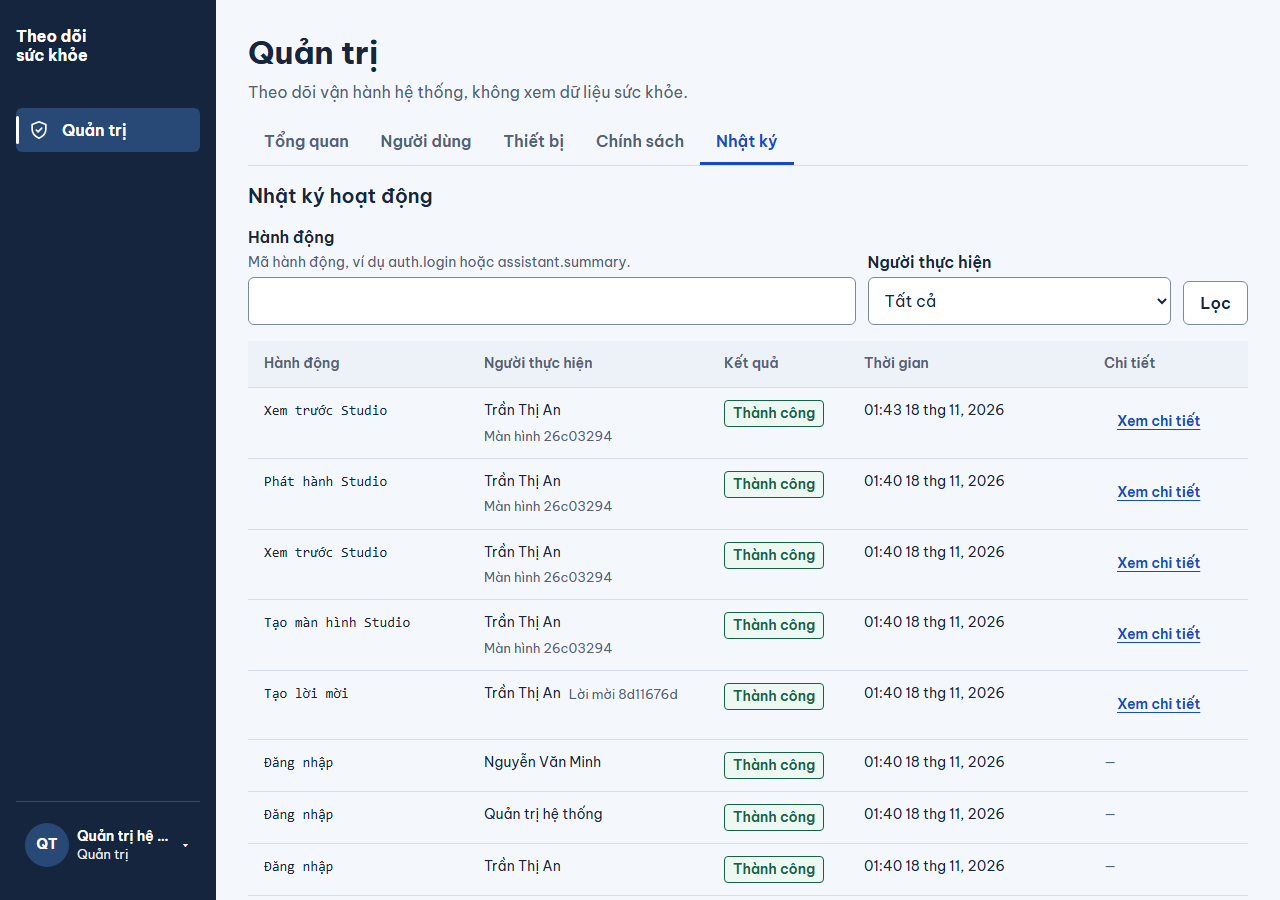 Theo dõi
sức khỏe
Quản trị
QT
Quản trị hệ ...
Quản trị
Quản trị
Theo dõi vận hành hệ thống, không xem dữ liệu sức khỏe.
Tổng quan Người dùng Thiết bị Chính sách Nhật ký
Nhật ký hoạt động
Hành động
Mã hành động, ví dụ auth.login hoặc assistant.summary.
Người thực hiện
Tất cả
Lọc
Hành động Người thực hiện Kết quả Thời gian Chi tiết
Xem trước Studio Trần Thị An Thành công 01:43 18 thg 11, 2026 Xem chi tiết
Màn hình 26c03294
Phát hành Studio Trần Thị An Thành công 01:40 18 thg 11, 2026 Xem chi tiết
Màn hình 26c03294
Xem trước Studio Trần Thị An Thành công 01:40 18 thg 11, 2026 Xem chi tiết
Màn hình 26c03294
Tạo màn hình Studio Trần Thị An Thành công 01:40 18 thg 11, 2026 Xem chi tiết
Màn hình 26c03294
Tạo lời mời Trần Thị An Lời mời 8d11676d Thành công 01:40 18 thg 11, 2026 Xem chi tiết
Đăng nhập Nguyễn Văn Minh Thành công 01:40 18 thg 11, 2026 —
Đăng nhập Quản trị hệ thống Thành công 01:40 18 thg 11, 2026 —
Đăng nhập Trần Thị An Thành công 01:40 18 thg 11, 2026 —